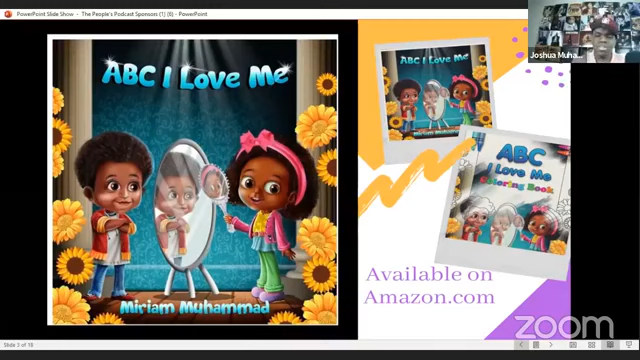 PowerPoint Slide Show - The People's Podcast Sponsors (1) (5) - PowerPoint
Joshua Muha...
ABC I Love Me
Miriam Muhammad
ABC I Love Me
Miriam Muhammad
ABC
I Love Me
Coloring Book
Available on
Amazon.com
zoom
Slide 3 of 18